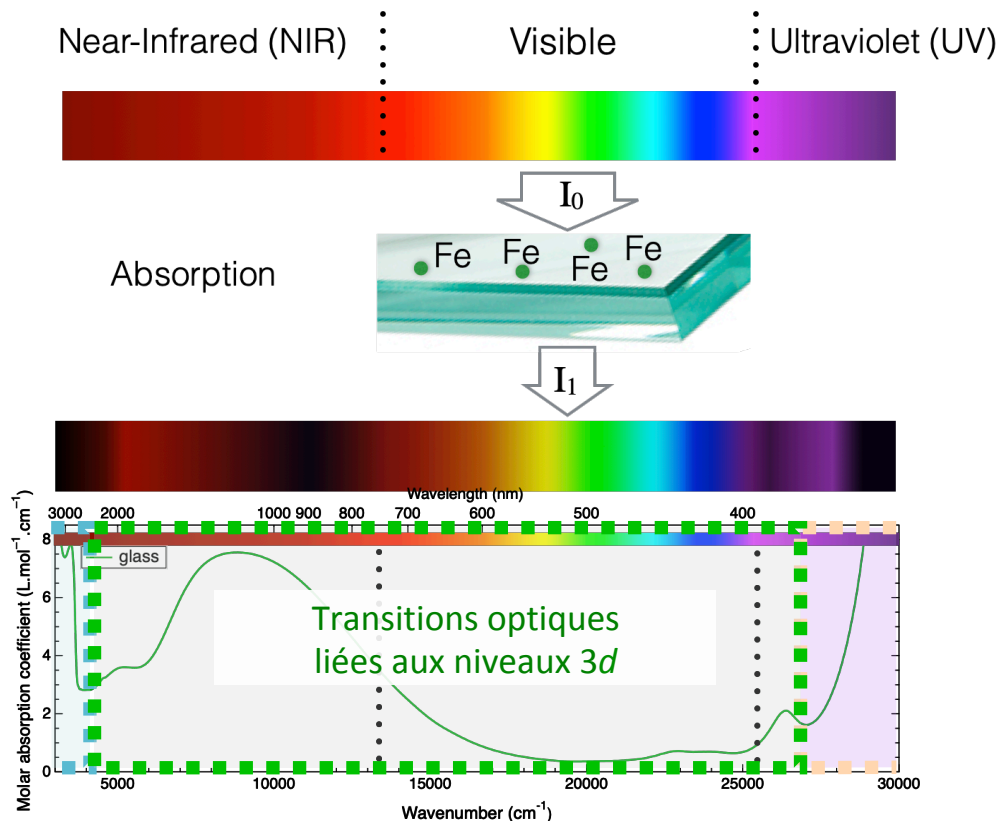 Near-Infrared (NIR)
Visible
Ultraviolet (UV)
I₀
Fe Fe Fe Fe
Absorption
I₁
Wavelength (nm)
3000 2000 1000 900 800 700 600 500 400
8
glass
6
4
2
0
Transitions optiques
liées aux niveaux 3d
Molar absorption coefficient (L.mol⁻¹.cm⁻¹)
5000 10000 15000 20000 25000 30000
Wavenumber (cm⁻¹)